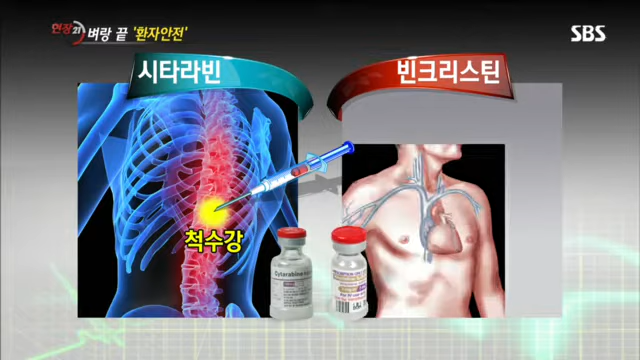 현장21
벼랑 끝 '환자안전'
SBS
시타라빈
빈크리스틴
척수강
Cytarabine